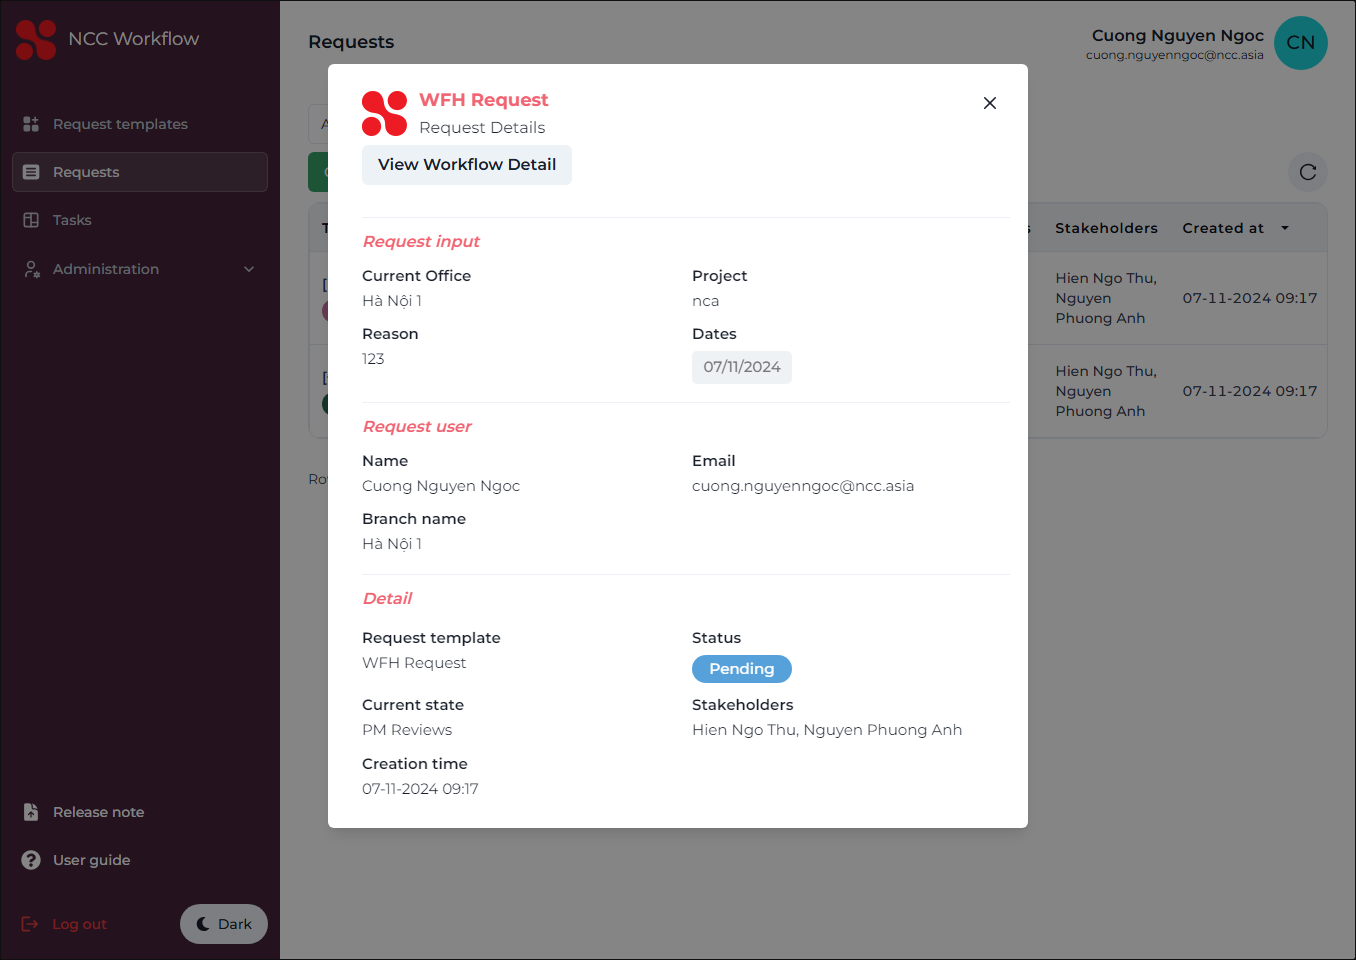 NCC Workflow
Request templates
Requests
Tasks
Administration
Release note
User guide
Log out
Dark
Requests
Cuong Nguyen Ngoc
cuong.nguyenngoc@ncc.asia
CN
Stakeholders
Created at
Hien Ngo Thu,
Nguyen
Phuong Anh
07-11-2024 09:17
Hien Ngo Thu,
Nguyen
Phuong Anh
07-11-2024 09:17
WFH Request
Request Details
View Workflow Detail
Request input
Current Office
Hà Nội 1
Project
nca
Reason
123
Dates
07/11/2024
Request user
Name
Cuong Nguyen Ngoc
Email
cuong.nguyenngoc@ncc.asia
Branch name
Hà Nội 1
Detail
Request template
WFH Request
Status
Pending
Current state
PM Reviews
Stakeholders
Hien Ngo Thu, Nguyen Phuong Anh
Creation time
07-11-2024 09:17